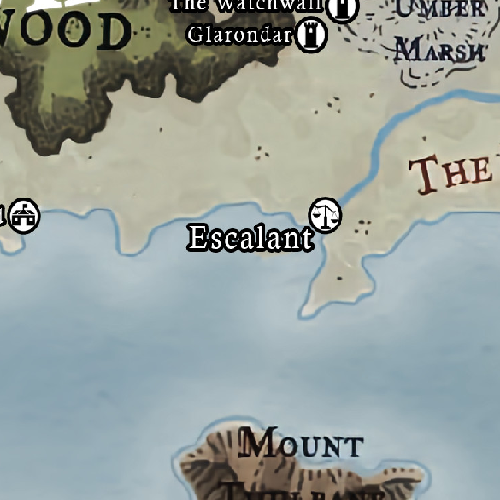 The Watchwall
Glarondar
UMBER
MARSH
WOOD
THE
Escalant
MOUNT